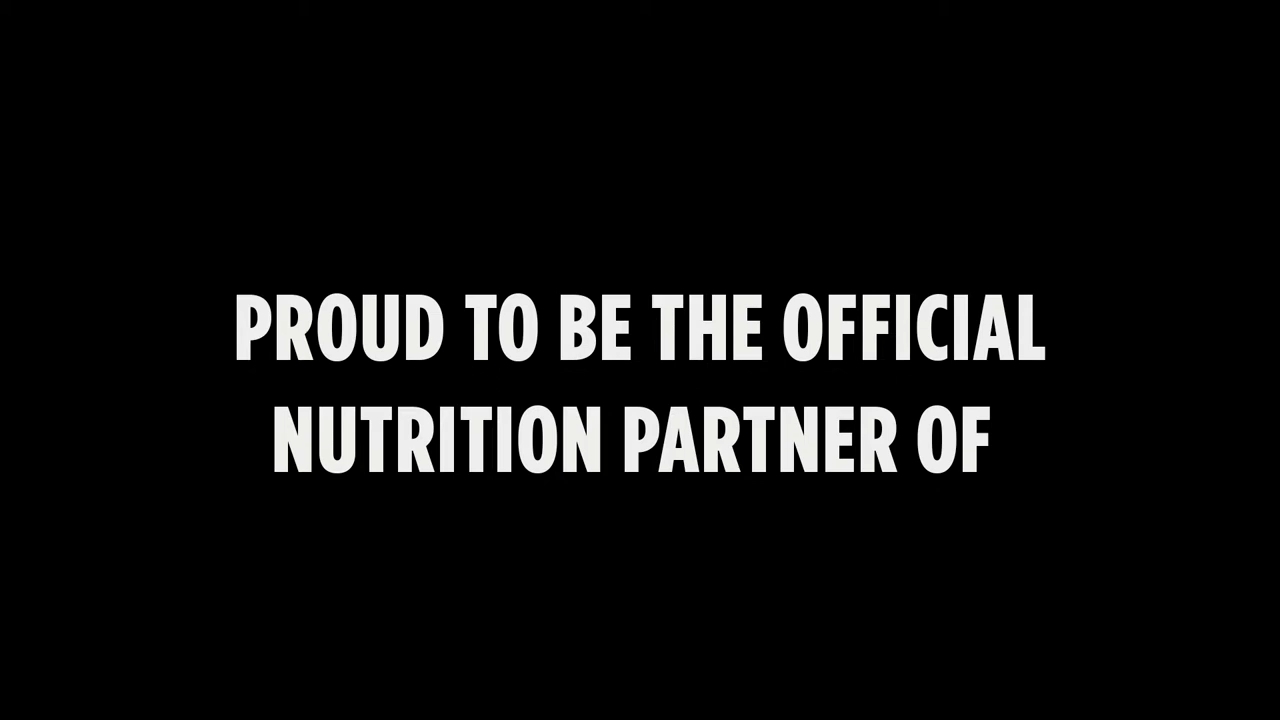 PROUD TO BE THE OFFICIAL
NUTRITION PARTNER OF